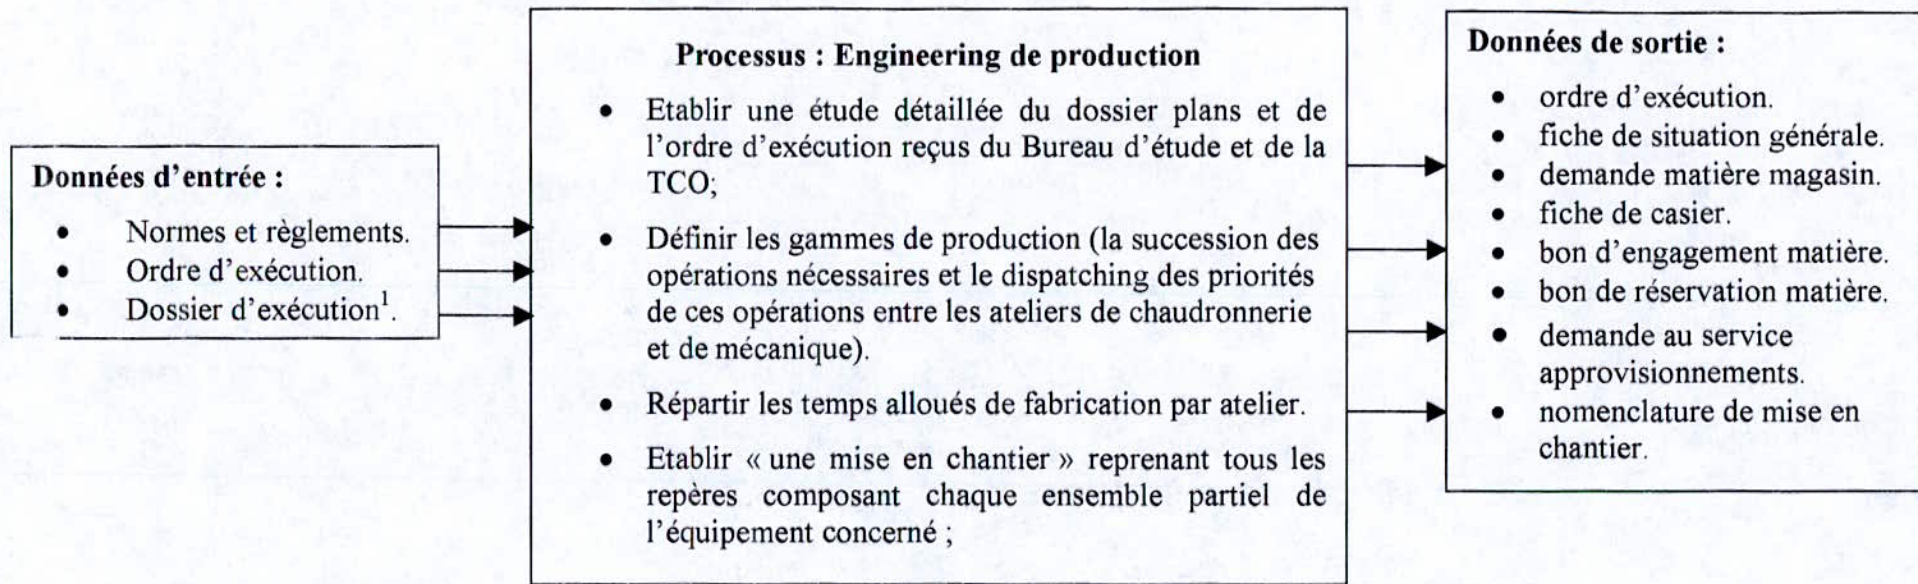 Données d'entrée :
• Normes et règlements.
• Ordre d'exécution.
• Dossier d'exécution¹.
Processus : Engineering de production
• Etablir une étude détaillée du dossier plans et de
l'ordre d'exécution reçus du Bureau d'étude et de la
TCO;
• Définir les gammes de production (la succession des
opérations nécessaires et le dispatching des priorités
de ces opérations entre les ateliers de chaudronnerie
et de mécanique).
• Répartir les temps alloués de fabrication par atelier.
• Etablir « une mise en chantier » reprenant tous les
repères composant chaque ensemble partiel de
l'équipement concerné ;
Données de sortie :
• ordre d'exécution.
• fiche de situation générale.
• demande matière magasin.
• fiche de casier.
• bon d'engagement matière.
• bon de réservation matière.
• demande au service
approvisionnements.
• nomenclature de mise en
chantier.